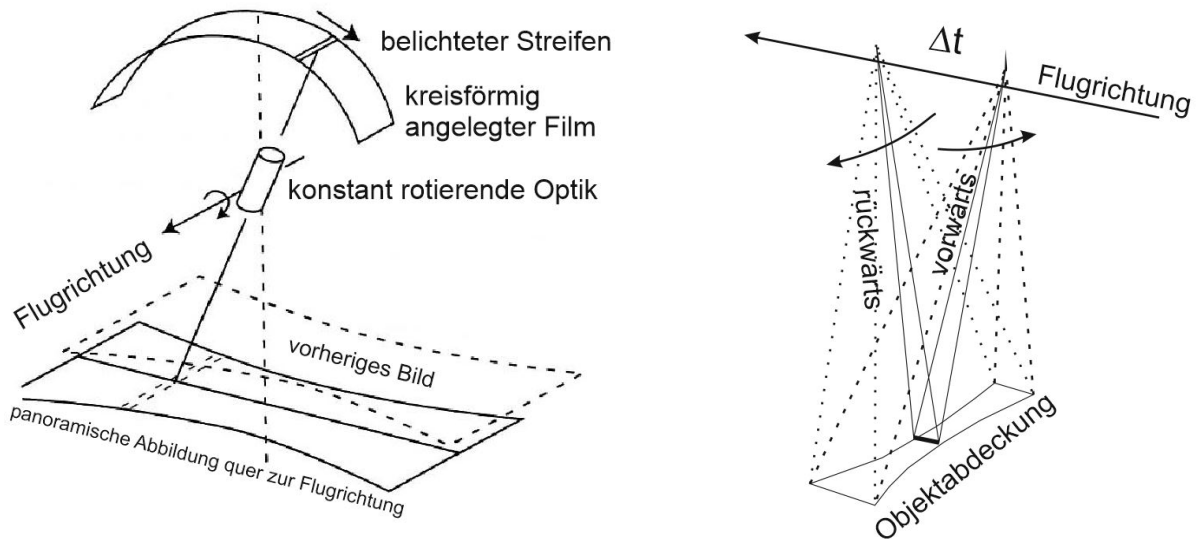 belichteter Streifen
kreisförmig
angelegter Film
konstant rotierende Optik
Flugrichtung
vorheriges Bild
panoramische Abbildung quer zur Flugrichtung
Δt
Flugrichtung
rückwärts
vorwärts
Objektabdeckung